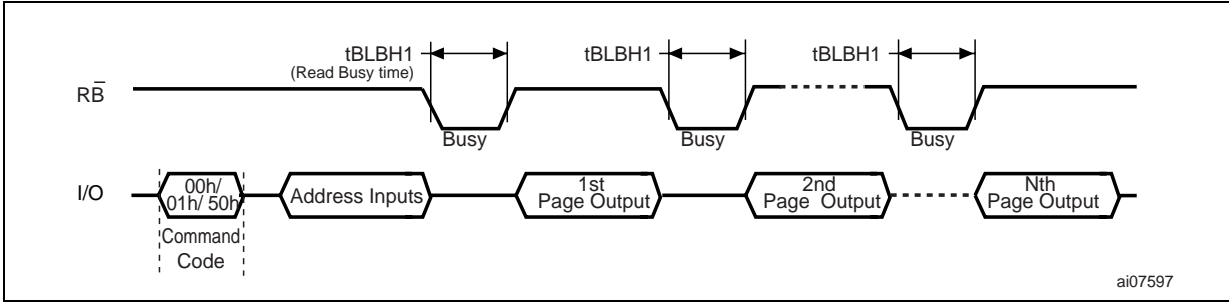 tBLBH1
(Read Busy time)
tBLBH1
tBLBH1
RB̅
Busy
Busy
Busy
I/O
00h/
01h/ 50h
Address Inputs
1st
Page Output
2nd
Page Output
Nth
Page Output
Command
Code
ai07597